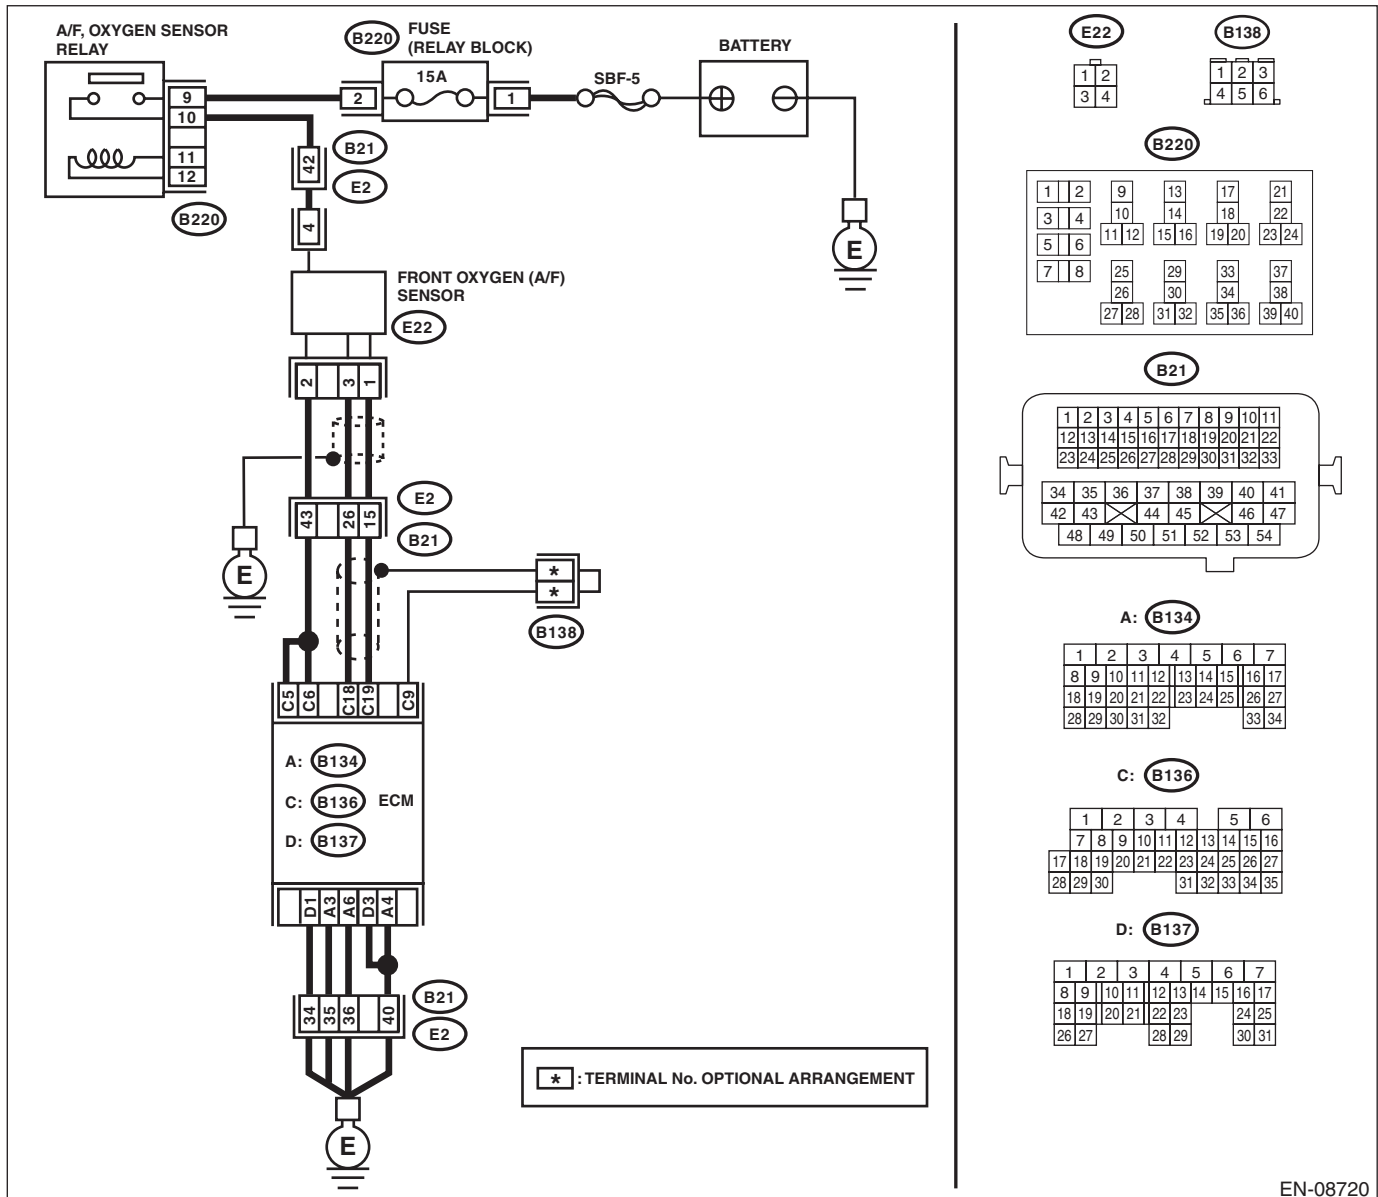 A/F, OXYGEN SENSOR
RELAY
9
10
11
12
B220
B220
FUSE
(RELAY BLOCK)
15A
2
1
SBF-5
BATTERY
E
42
B21
E2
4
FRONT OXYGEN (A/F)
SENSOR
E22
2
3
1
E
43
26
15
E2
B21
*
*
B138
C5
C6
C18
C19
C9
A: B134
C: B136 ECM
D: B137
D1
A3
A6
D3
A4
34
35
36
40
B21
E2
E
* : TERMINAL No. OPTIONAL ARRANGEMENT
E22
1 2
3 4
B138
1 2 3
4 5 6
B220
1 2 9 13 17 21
3 4 10 14 18 22
11 12 15 16 19 20 23 24
5 6
7 8 25 29 33 37
26 30 34 38
27 28 31 32 35 36 39 40
B21
1 2 3 4 5 6 7 8 9 10 11
12 13 14 15 16 17 18 19 20 21 22
23 24 25 26 27 28 29 30 31 32 33
34 35 36 37 38 39 40 41
42 43 44 45 46 47
48 49 50 51 52 53 54
A: B134
1 2 3 4 5 6 7
8 9 10 11 12 13 14 15 16 17
18 19 20 21 22 23 24 25 26 27
28 29 30 31 32 33 34
C: B136
1 2 3 4 5 6
7 8 9 10 11 12 13 14 15 16
17 18 19 20 21 22 23 24 25 26 27
28 29 30 31 32 33 34 35
D: B137
1 2 3 4 5 6 7
8 9 10 11 12 13 14 15 16 17
18 19 20 21 22 23 24 25
26 27 28 29 30 31
EN-08720